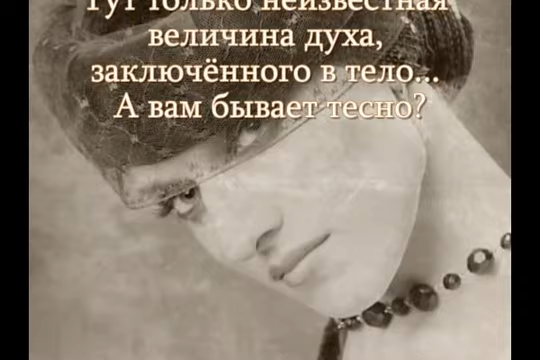 Тут только неизвестная
величина духа,
заключённого в тело...
А вам бывает тесно?